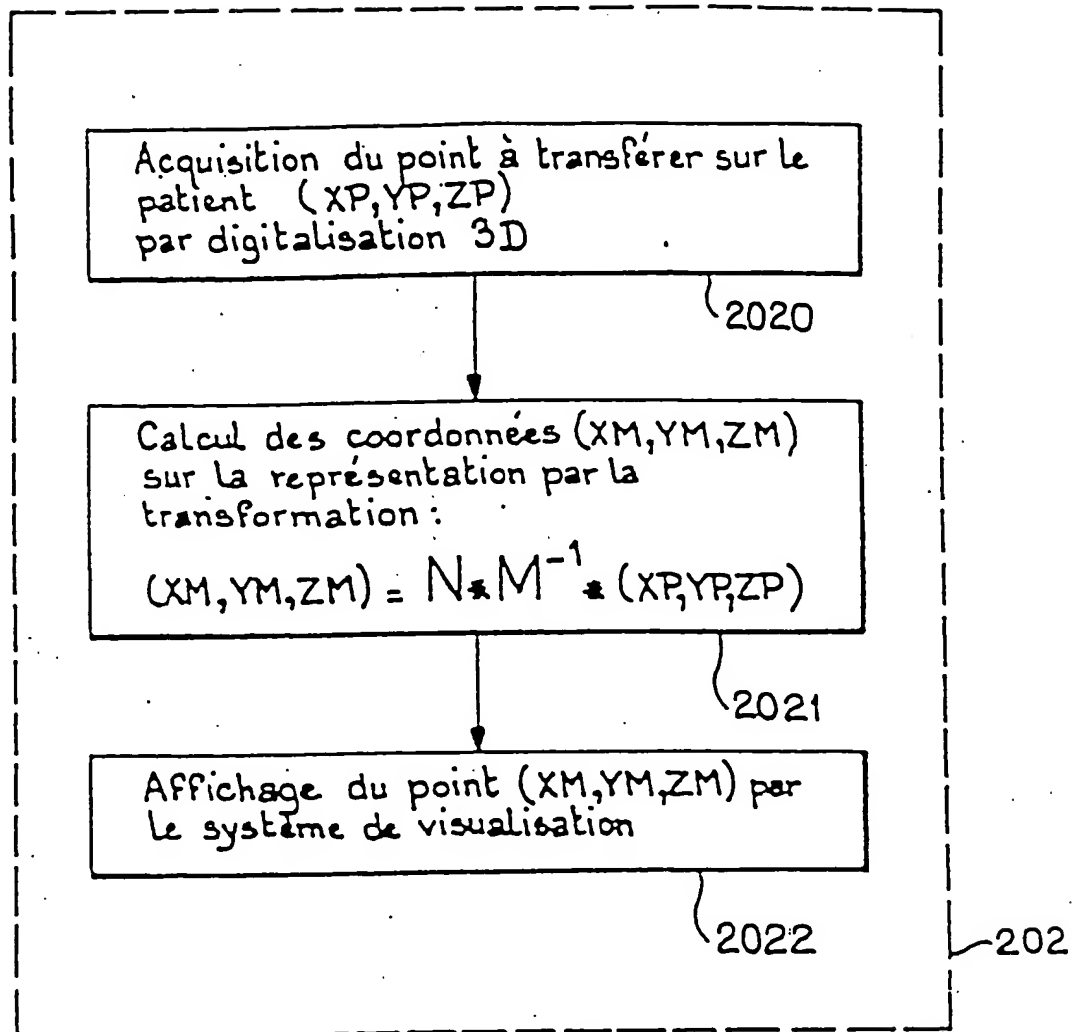 Acquisition du point à transférer sur le
patient (XP,YP,ZP)
par digitalisation 3D
2020
Calcul des coordonnées (XM,YM,ZM)
sur la représentation par la
transformation :
(XM,YM,ZM) = N * M⁻¹ * (XP,YP,ZP)
2021
Affichage du point (XM,YM,ZM) par
le système de visualisation
2022
202